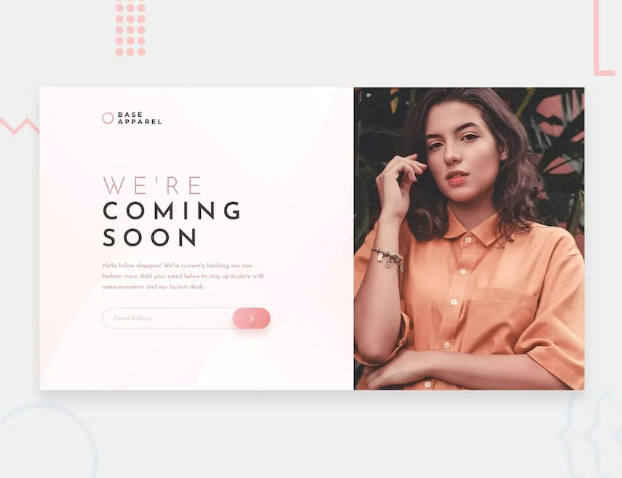 BASE
APPAREL
WE'RE
COMING
SOON
Hello fellow shoppers! We're currently building our new
fashion store. Add your email below to stay up-to-date with
announcements and our launch deals.
Email Address